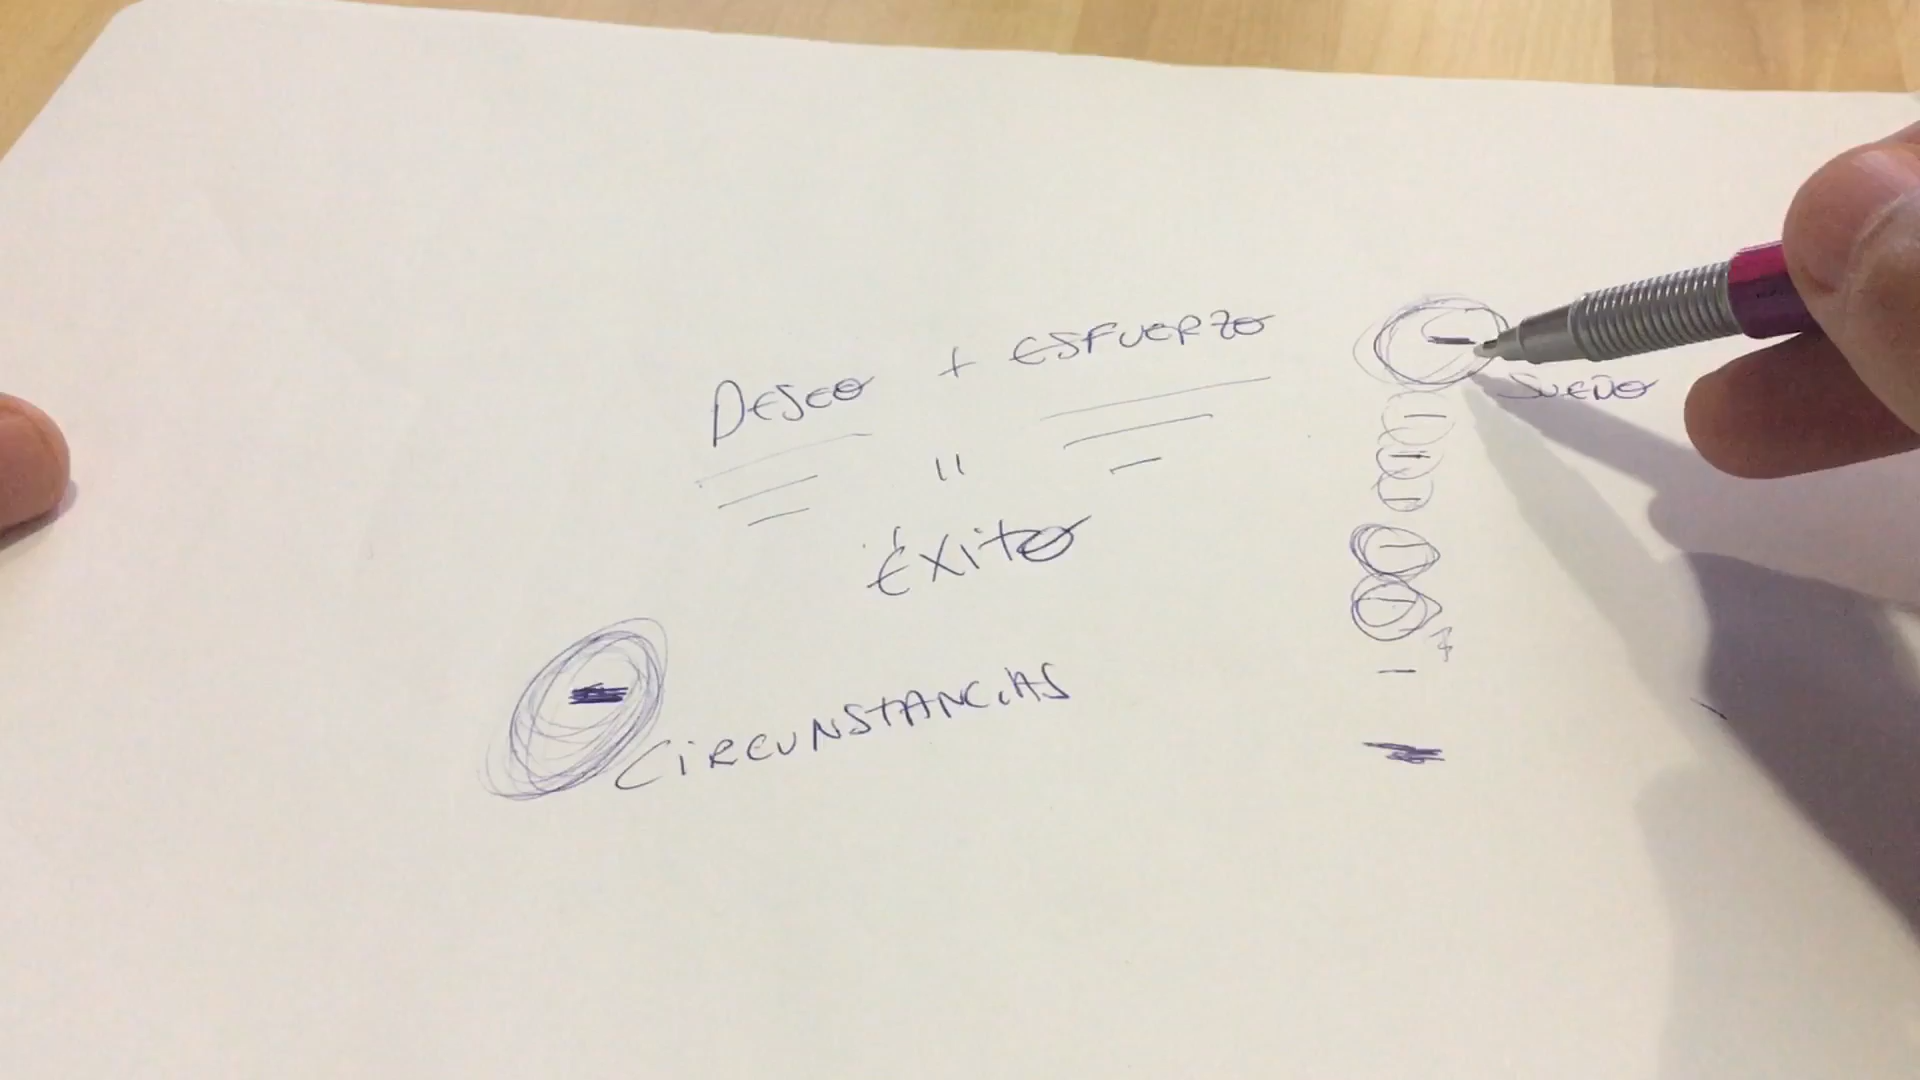 DESEO + ESFUERZO
"
Éxito
CIRCUNSTANCIAS
SUEÑO